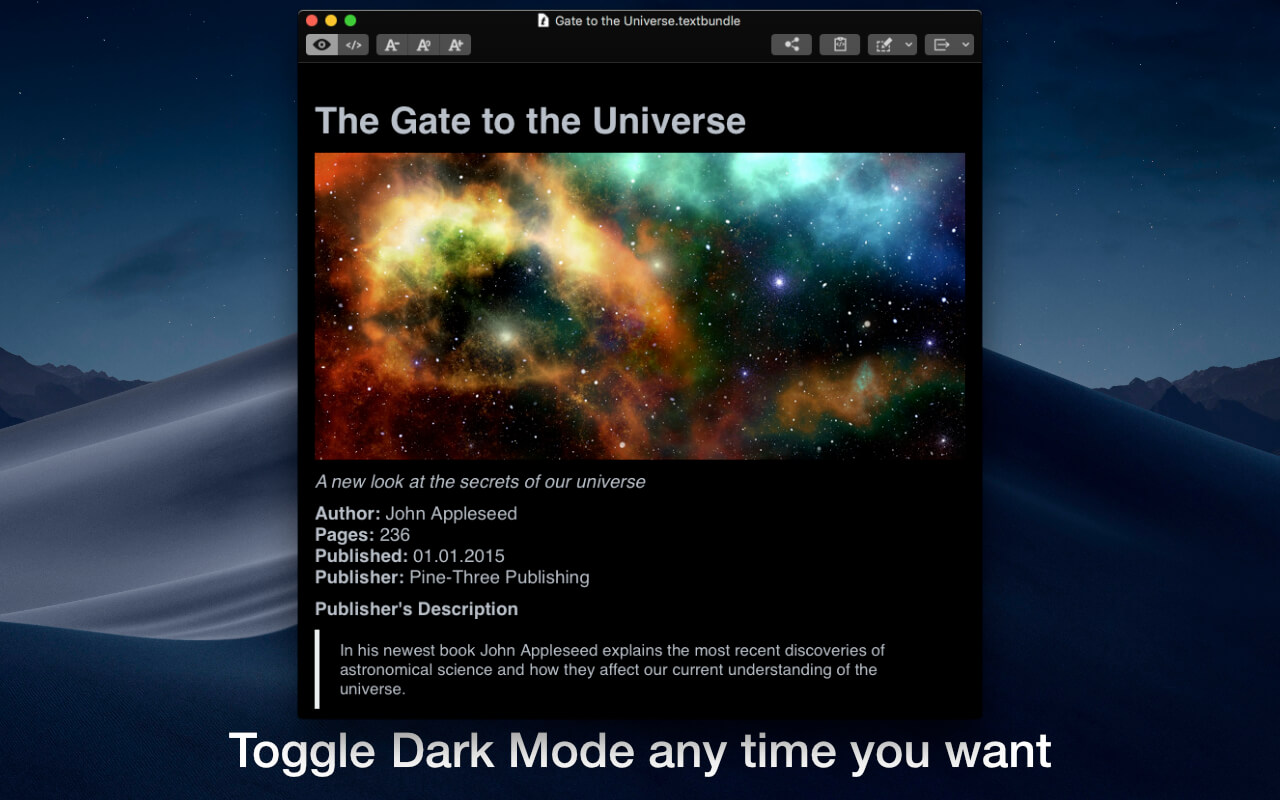 Gate to the Universe.textbundle
</>
A- Aº A+
The Gate to the Universe
A new look at the secrets of our universe
Author: John Appleseed
Pages: 236
Published: 01.01.2015
Publisher: Pine-Three Publishing
Publisher's Description
In his newest book John Appleseed explains the most recent discoveries of
astronomical science and how they affect our current understanding of the
universe.
Toggle Dark Mode any time you want